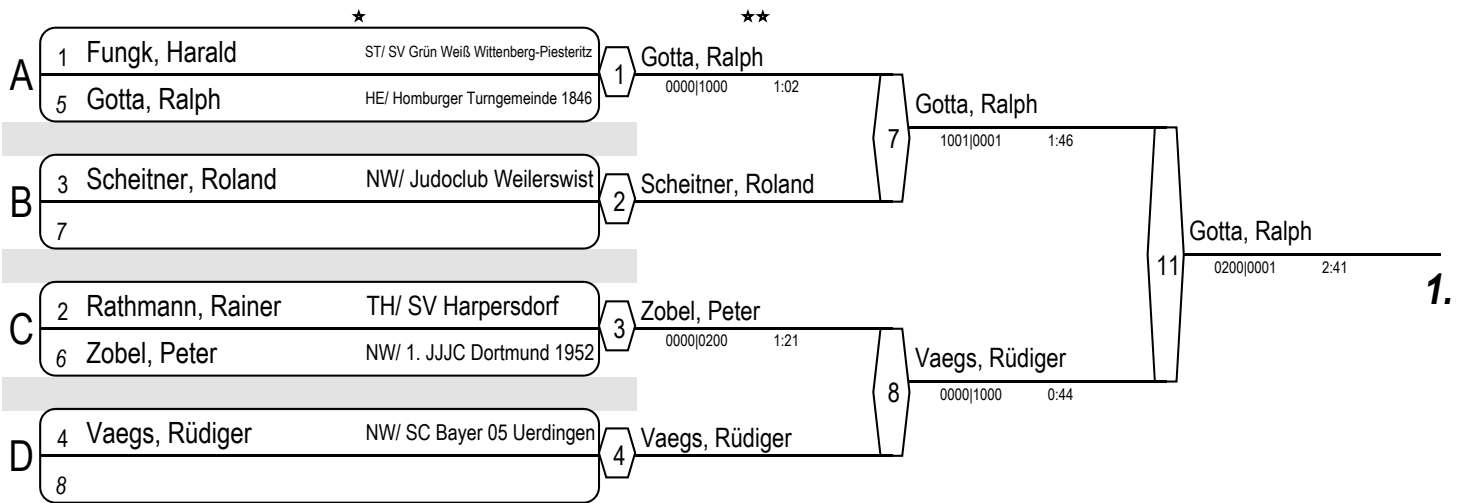 ★ ★★
A
1 Fungk, Harald ST/ SV Grün Weiß Wittenberg-Piesteritz
5 Gotta, Ralph HE/ Homburger Turngemeinde 1846
1
Gotta, Ralph
0000|1000 1:02
B
3 Scheitner, Roland NW/ Judoclub Weilerswist
7
2
Scheitner, Roland
7
Gotta, Ralph
1001|0001 1:46
C
2 Rathmann, Rainer TH/ SV Harpersdorf
6 Zobel, Peter NW/ 1. JJJC Dortmund 1952
3
Zobel, Peter
0000|0200 1:21
D
4 Vaegs, Rüdiger NW/ SC Bayer 05 Uerdingen
8
4
Vaegs, Rüdiger
8
Vaegs, Rüdiger
0000|1000 0:44
11
Gotta, Ralph
0200|0001 2:41
1.